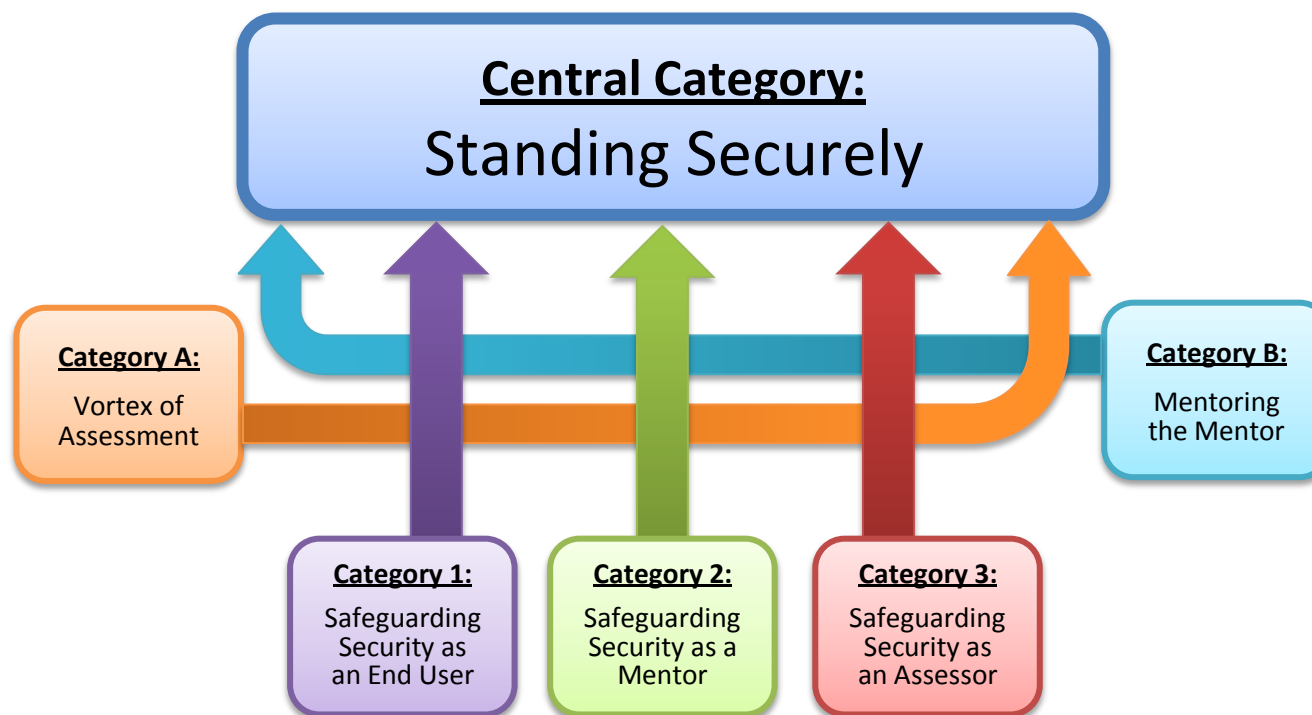 Central Category:
Standing Securely
Category A:
Vortex of
Assessment
Category B:
Mentoring
the Mentor
Category 1:
Safeguarding
Security as
an End User
Category 2:
Safeguarding
Security as a
Mentor
Category 3:
Safeguarding
Security as
an Assessor